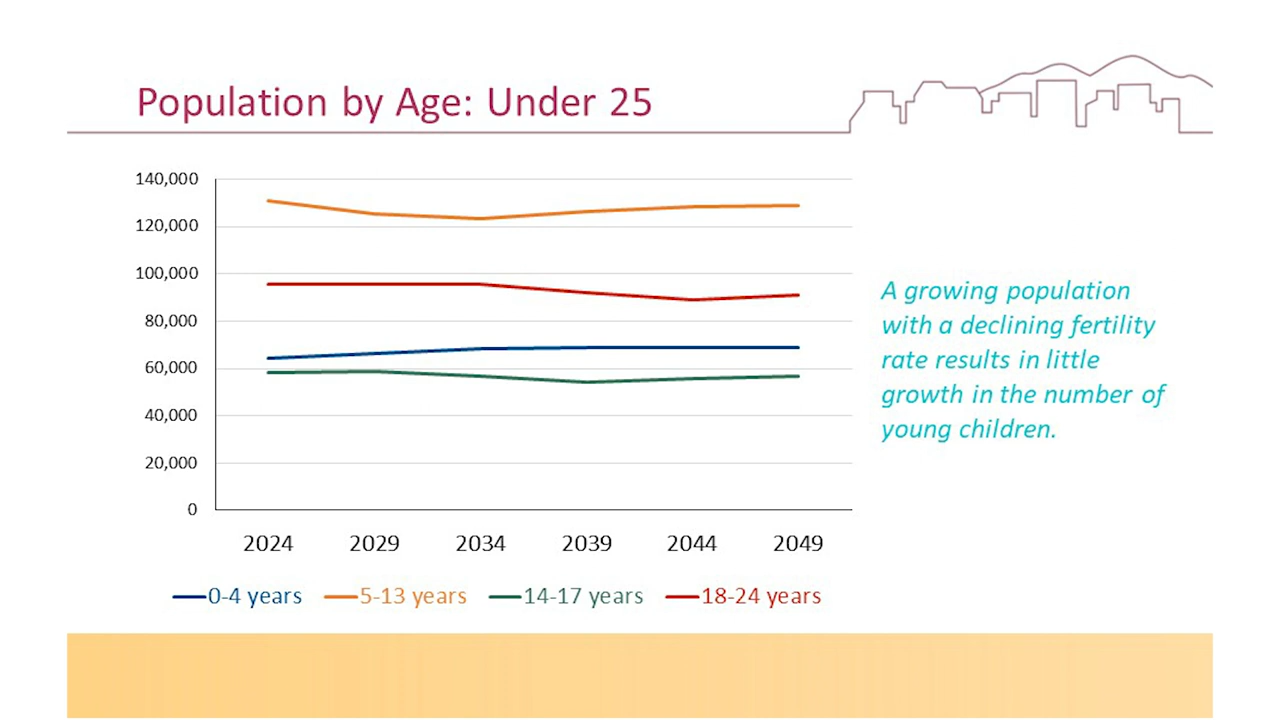 Population by Age: Under 25
140,000
120,000
100,000
80,000
60,000
40,000
20,000
0
2024 2029 2034 2039 2044 2049
0-4 years 5-13 years 14-17 years 18-24 years
A growing population
with a declining fertility
rate results in little
growth in the number of
young children.